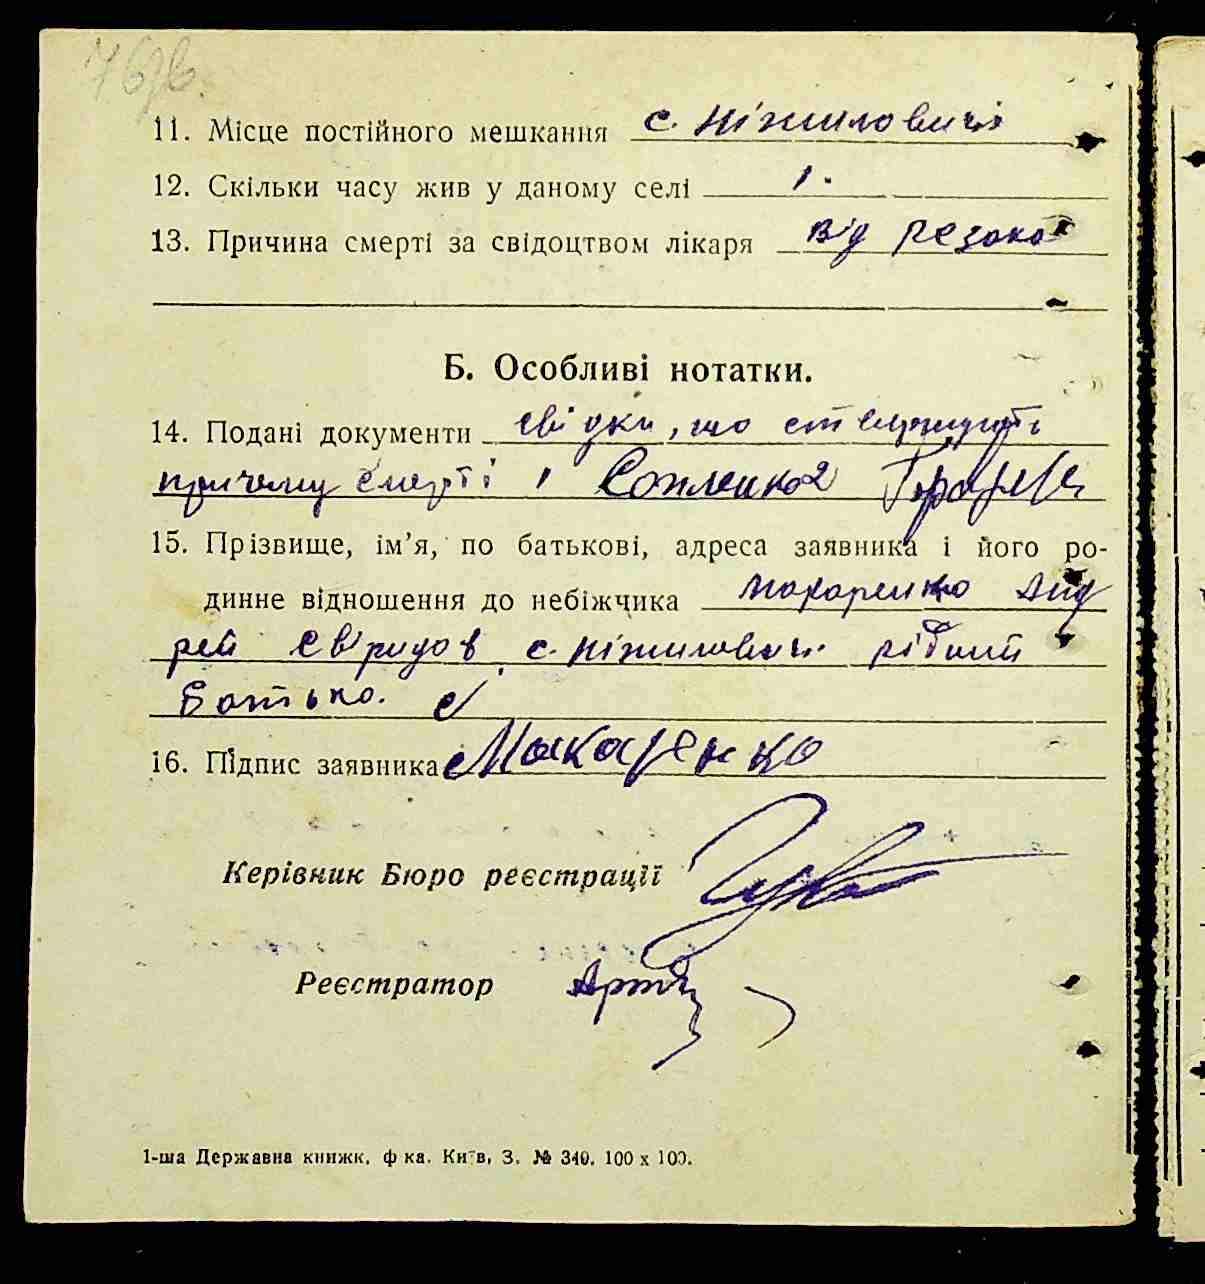 76зв.
11. Місце постійного мешкання с. Ніжиловичі
12. Скільки часу жив у даному селі 1.
13. Причина смерті за свідоцтвом лікаря від
Б. Особливі нотатки.
14. Подані документи свідки, що стверджують
причину смерті
15. Прізвище, ім’я, по батькові, адреса заявника і його ро-
динне відношення до небіжчика Макаренко Анд
рей Свіридов с. Ніжиловичі рідний
батько.
16. Підпис заявника Макаренко
Керівник Бюро реєстрації
Реєстратор
1-ша Державна книжк. ф-ка. Київ, З. № 340. 100 x 100.